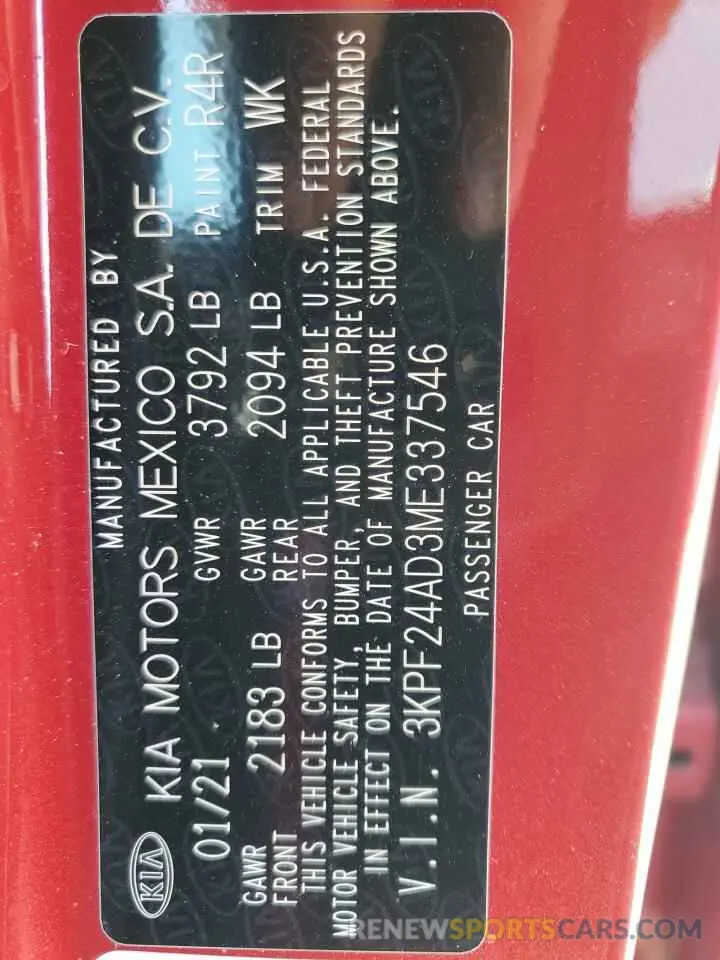 MANUFACTURED BY
KIA KIA MOTORS MEXICO S.A. DE C.V.
01/21 GVWR 3792 LB PAINT R4R
GAWR FRONT 2183 LB GAWR REAR 2094 LB TRIM WK
THIS VEHICLE CONFORMS TO ALL APPLICABLE U.S.A. FEDERAL
MOTOR VEHICLE SAFETY, BUMPER, AND THEFT PREVENTION STANDARDS
IN EFFECT ON THE DATE OF MANUFACTURE SHOWN ABOVE.
V.I.N. 3KPF24AD3ME337546
PASSENGER CAR
RENEWSPORTSCARS.COM